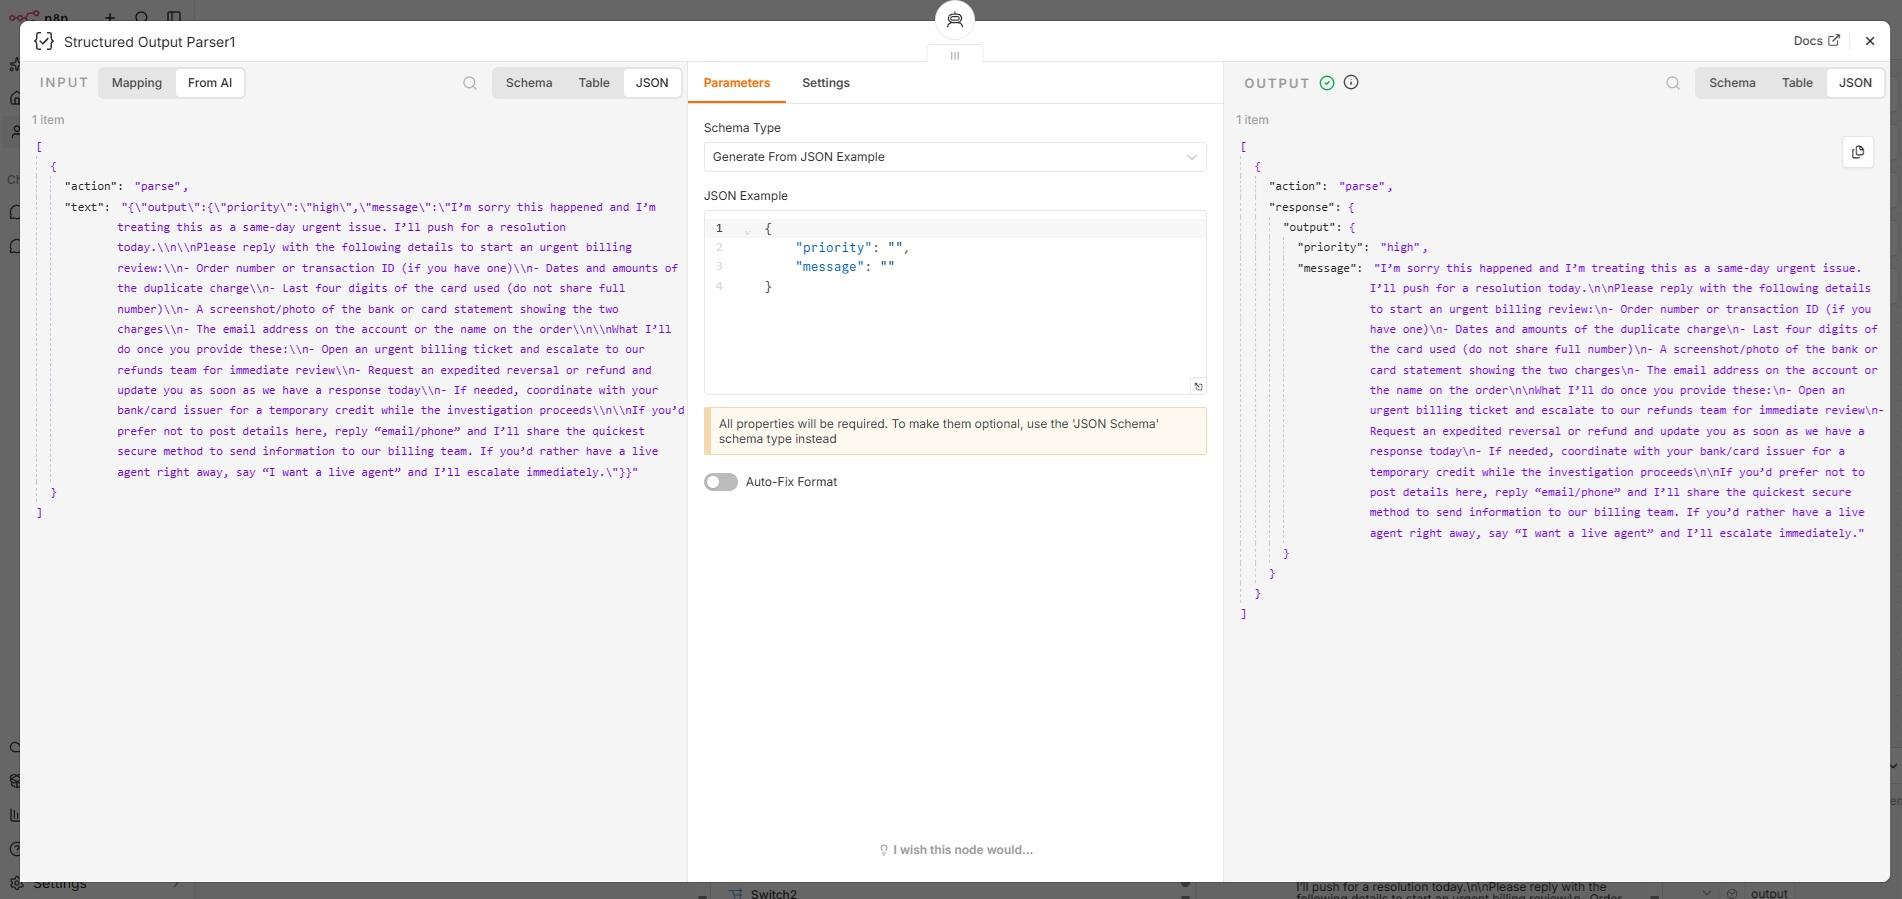 n8n
Structured Output Parser1
Docs
INPUT
Mapping
From AI
Schema
Table
JSON
1 item
[
{
"action": "parse",
"text": "{\"output\":{\"priority\":\"high\",\"message\":\"I’m sorry this happened and I’m
treating this as a same-day urgent issue. I’ll push for a resolution
today.\\n\\nPlease reply with the following details to start an urgent billing
review:\\n- Order number or transaction ID (if you have one)\\n- Dates and amounts of
the duplicate charge\\n- Last four digits of the card used (do not share full
number)\\n- A screenshot/photo of the bank or card statement showing the two
charges\\n- The email address on the account or the name on the order\\n\\nWhat I’ll
do once you provide these:\\n- Open an urgent billing ticket and escalate to our
refunds team for immediate review\\n- Request an expedited reversal or refund and
update you as soon as we have a response today\\n- If needed, coordinate with your
bank/card issuer for a temporary credit while the investigation proceeds\\n\\nIf you’d
prefer not to post details here, reply “email/phone” and I’ll share the quickest
secure method to send information to our billing team. If you’d rather have a live
agent right away, say “I want a live agent” and I’ll escalate immediately.\"}}"
}
]
Parameters
Settings
Schema Type
Generate From JSON Example
JSON Example
1 {
2 "priority": "",
3 "message": ""
4 }
All properties will be required. To make them optional, use the 'JSON Schema'
schema type instead
Auto-Fix Format
I wish this node would...
OUTPUT
Schema
Table
JSON
1 item
[
{
"action": "parse",
"response": {
"output": {
"priority": "high",
"message": "I’m sorry this happened and I’m treating this as a same-day urgent issue.
I’ll push for a resolution today.\n\nPlease reply with the following details
to start an urgent billing review:\n- Order number or transaction ID (if you
have one)\n- Dates and amounts of the duplicate charge\n- Last four digits of
the card used (do not share full number)\n- A screenshot/photo of the bank or
card statement showing the two charges\n- The email address on the account or
the name on the order\n\nWhat I’ll do once you provide these:\n- Open an
urgent billing ticket and escalate to our refunds team for immediate review\n-
Request an expedited reversal or refund and update you as soon as we have a
response today\n- If needed, coordinate with your bank/card issuer for a
temporary credit while the investigation proceeds\n\nIf you’d prefer not to
post details here, reply “email/phone” and I’ll share the quickest secure
method to send information to our billing team. If you’d rather have a live
agent right away, say “I want a live agent” and I’ll escalate immediately."
}
}
}
]
Settings
Switch2
I'll push for a resolution today.\n\nPlease reply with the
following details to start an urgent billing review:\n- Order
output